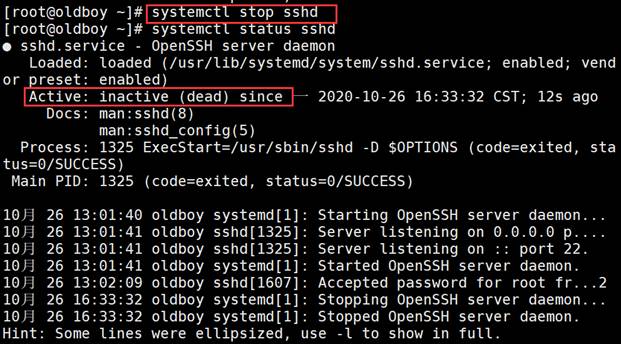 [root@oldboy ~]# systemctl stop sshd
[root@oldboy ~]# systemctl status sshd
● sshd.service - OpenSSH server daemon
Loaded: loaded (/usr/lib/systemd/system/sshd.service; enabled; vend
or preset: enabled)
Active: inactive (dead) since 一 2020-10-26 16:33:32 CST; 12s ago
Docs: man:sshd(8)
man:sshd_config(5)
Process: 1325 ExecStart=/usr/sbin/sshd -D $OPTIONS (code=exited, sta
tus=0/SUCCESS)
Main PID: 1325 (code=exited, status=0/SUCCESS)

10月 26 13:01:40 oldboy systemd[1]: Starting OpenSSH server daemon...
10月 26 13:01:41 oldboy sshd[1325]: Server listening on 0.0.0.0 p....
10月 26 13:01:41 oldboy sshd[1325]: Server listening on :: port 22.
10月 26 13:01:41 oldboy systemd[1]: Started OpenSSH server daemon.
10月 26 13:02:09 oldboy sshd[1607]: Accepted password for root fr...2
10月 26 16:33:32 oldboy systemd[1]: Stopping OpenSSH server daemon...
10月 26 16:33:32 oldboy systemd[1]: Stopped OpenSSH server daemon.
Hint: Some lines were ellipsized, use -l to show in full.